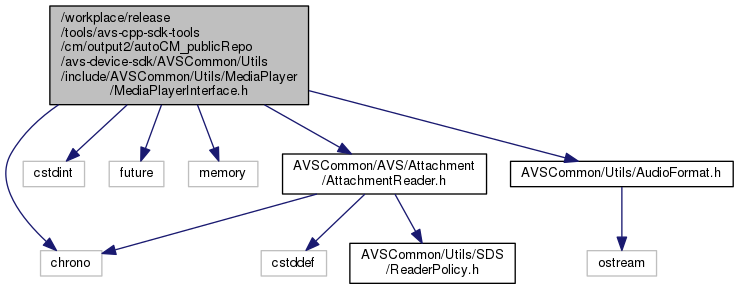 /workplace/release
/tools/avs-cpp-sdk-tools
/cm/output2/autoCM_publicRepo
/avs-device-sdk/AVSCommon/Utils
/include/AVSCommon/Utils/MediaPlayer
/MediaPlayerInterface.h
cstdint
future
memory
AVSCommon/AVS/Attachment
/AttachmentReader.h
AVSCommon/Utils/AudioFormat.h
chrono
cstddef
AVSCommon/Utils/SDS
/ReaderPolicy.h
ostream